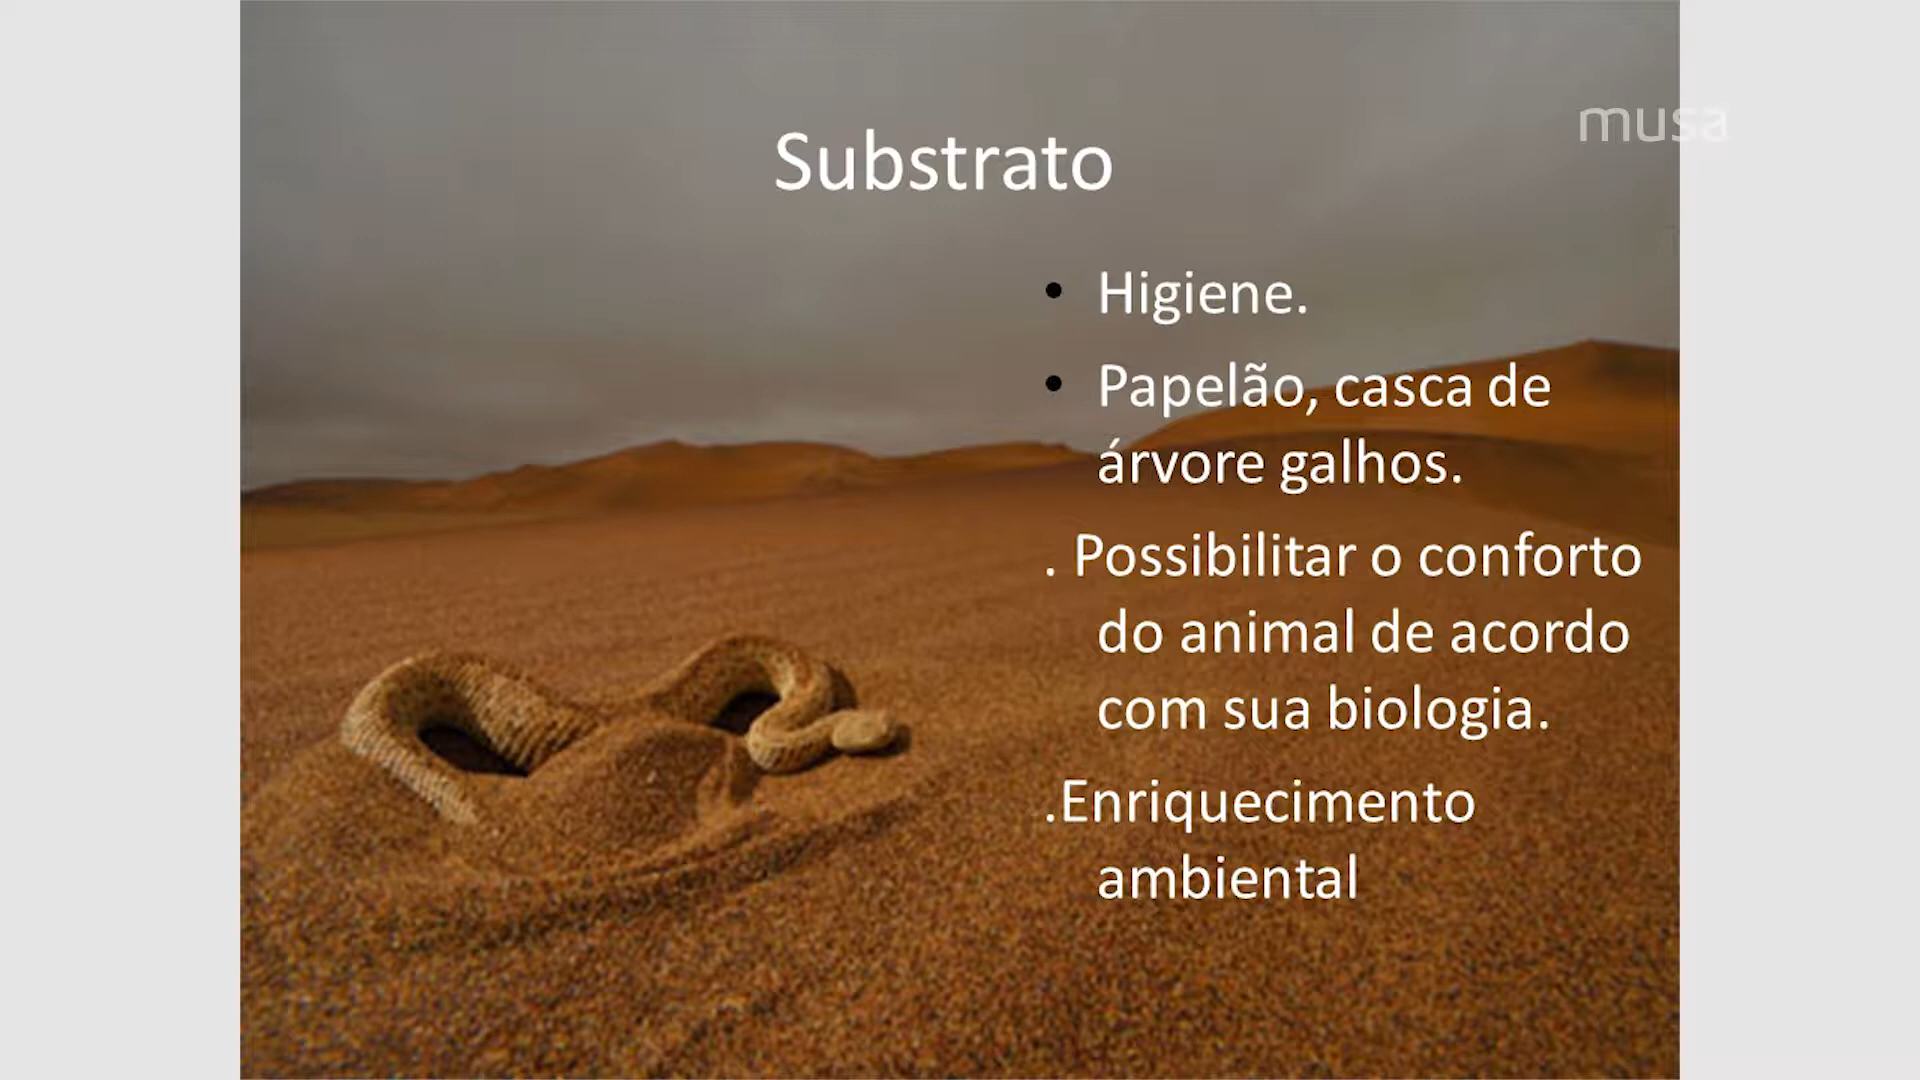 musa
Substrato
• Higiene.
• Papelão, casca de
árvore galhos.
. Possibilitar o conforto
do animal de acordo
com sua biologia.
.Enriquecimento
ambiental